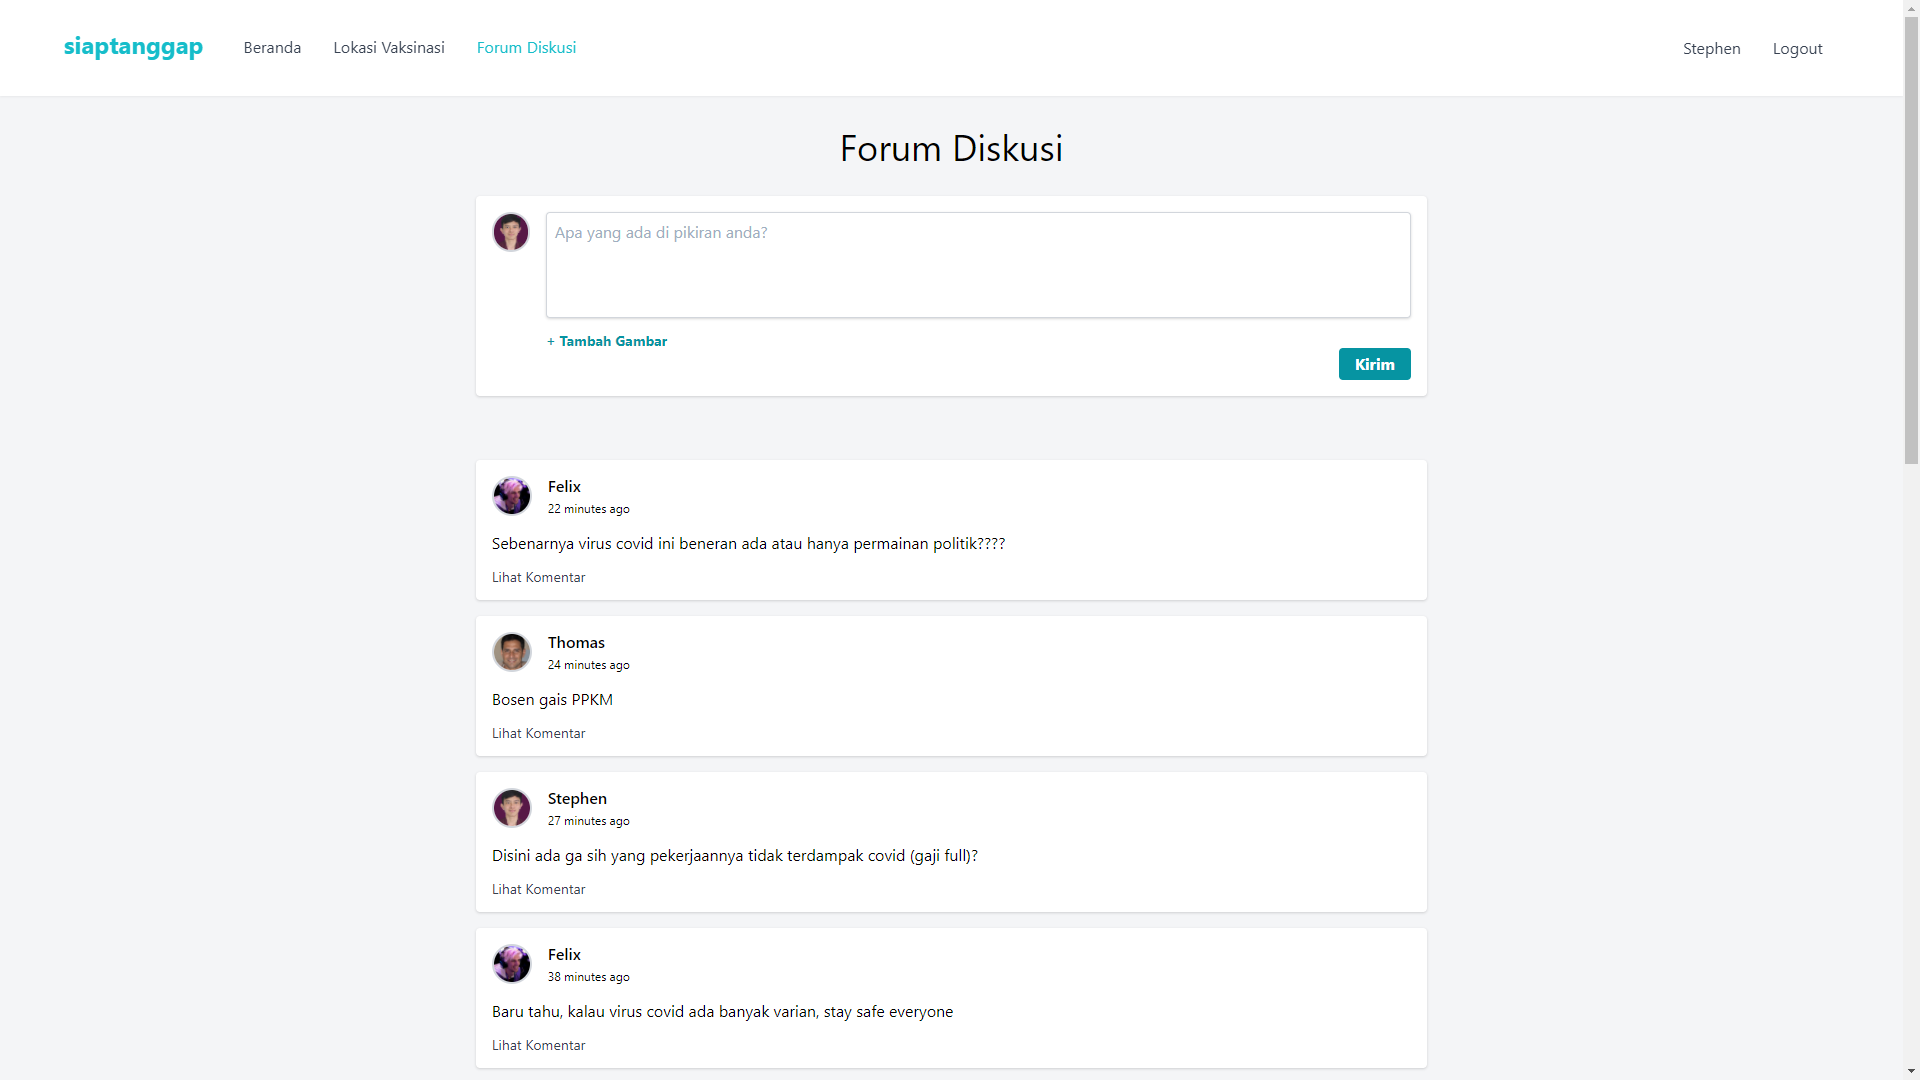 siaptanggap Beranda Lokasi Vaksinasi Forum Diskusi Stephen Logout
Forum Diskusi
Apa yang ada di pikiran anda?
+ Tambah Gambar
Kirim
Felix
22 minutes ago
Sebenarnya virus covid ini beneran ada atau hanya permainan politik????
Lihat Komentar
Thomas
24 minutes ago
Bosen gais PPKM
Lihat Komentar
Stephen
27 minutes ago
Disini ada ga sih yang pekerjaannya tidak terdampak covid (gaji full)?
Lihat Komentar
Felix
38 minutes ago
Baru tahu, kalau virus covid ada banyak varian, stay safe everyone
Lihat Komentar